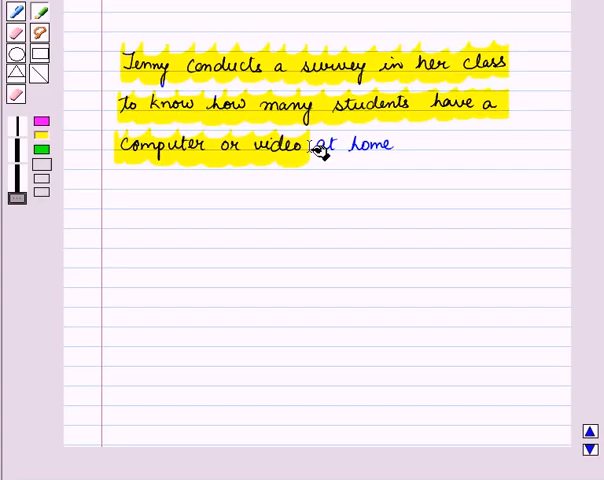 Jenny conducts a survey in her class
To know how many students have a
computer or video at home